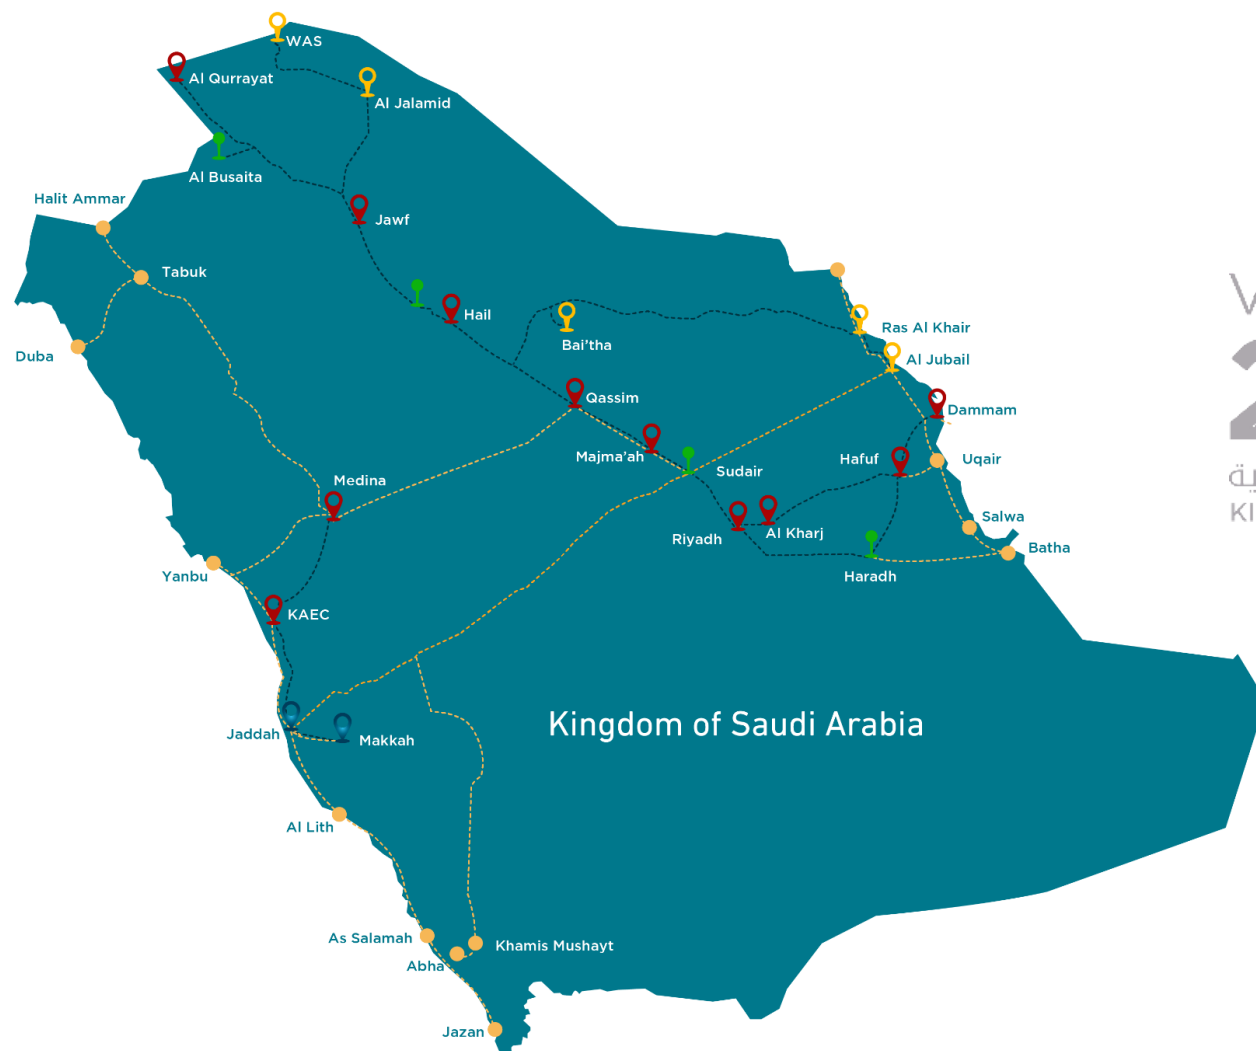 WAS
Al Qurrayat
Al Jalamid
Al Busaita
Halit Ammar
Jawf
Tabuk
Hail
Ras Al Khair
Bai'tha
Duba
Al Jubail
Qassim
Dammam
Majma'ah
Hafuf
Uqair
Sudair
Medina
Salwa
Riyadh
Al Kharj
Batha
Yanbu
Haradh
KAEC
Kingdom of Saudi Arabia
Jaddah
Makkah
Al Lith
As Salamah
Khamis Mushayt
Abha
Jazan